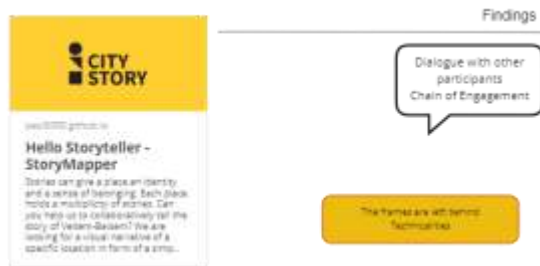 Findings
CITY
STORY
Dialogue with other
participants
Chain of Engagement
Hello Storyteller -
StoryMapper
Stories can give a place an identity
and a sense of belonging. Each place
holds a multiplicity of stories. Can
you help us to collaboratively tell the
story of Veitem-Beisem? We are
looking for a visual narrative of a
specific location in form of a simp...
The frames are left behind
Technicalities